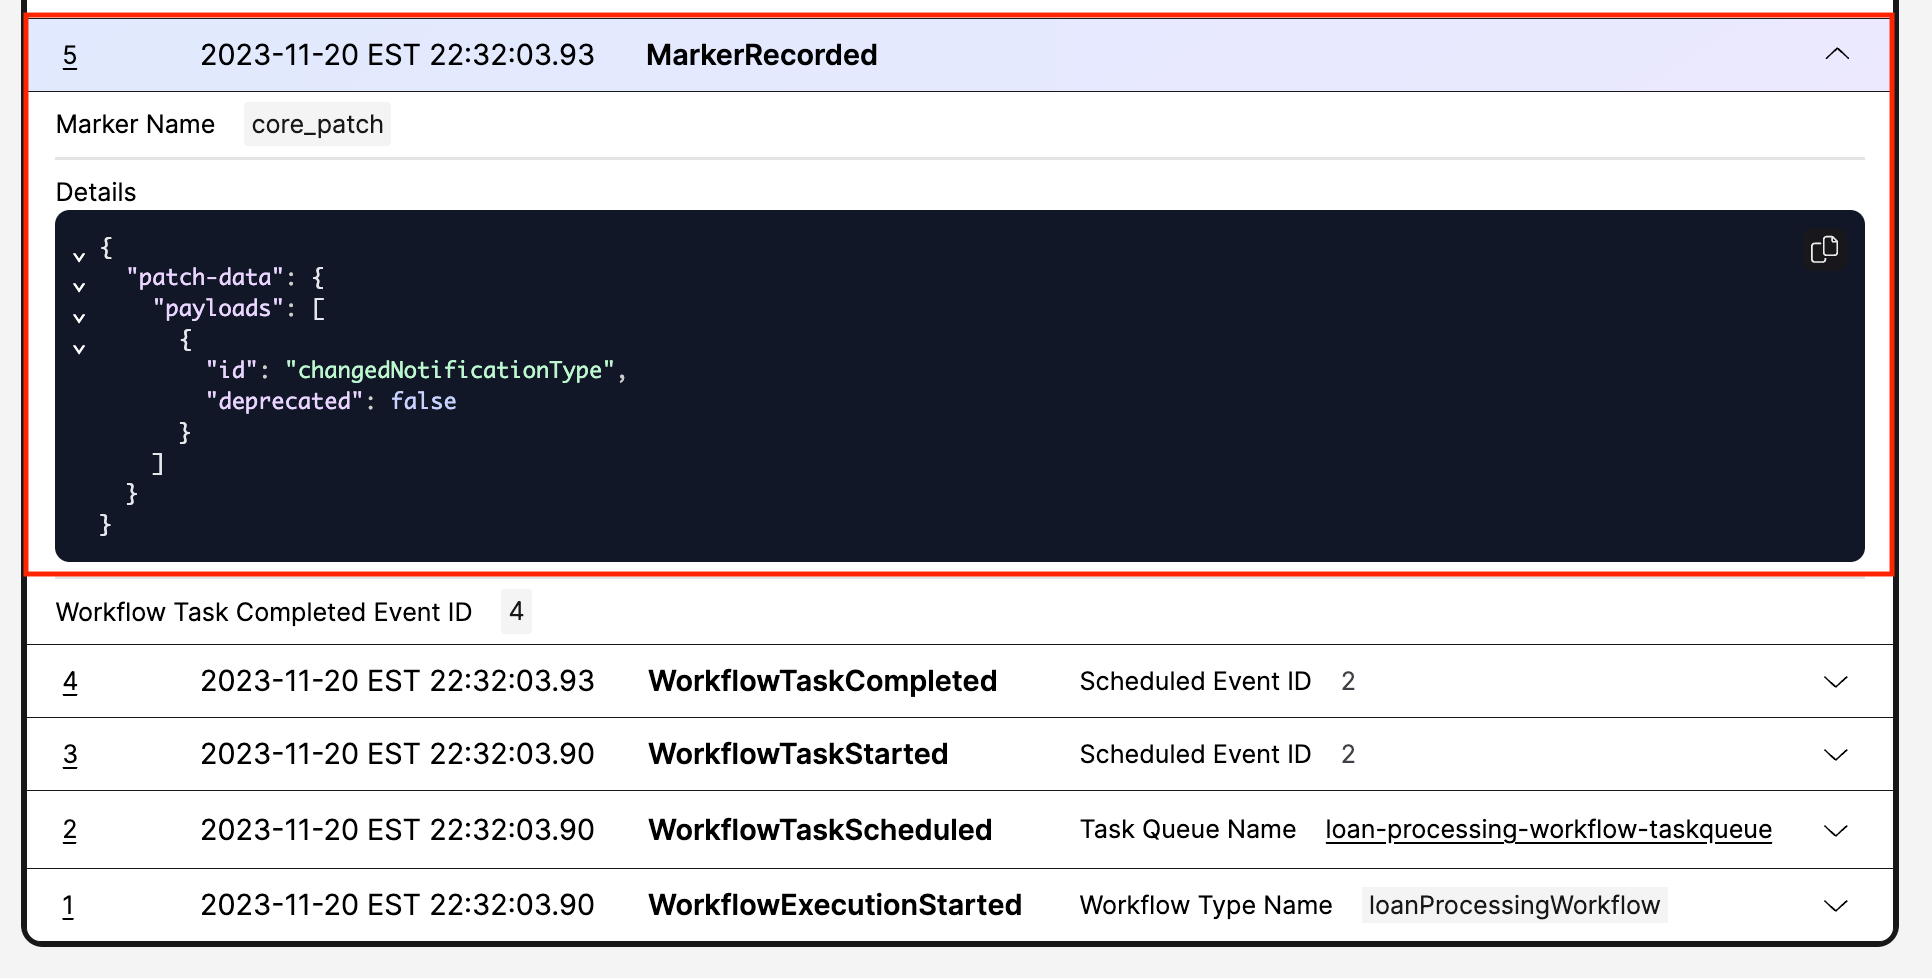 5 2023-11-20 EST 22:32:03.93 MarkerRecorded
Marker Name core_patch
Details
{
"patch-data": {
"payloads": [
{
"id": "changedNotificationType",
"deprecated": false
}
]
}
}
Workflow Task Completed Event ID 4
4 2023-11-20 EST 22:32:03.93 WorkflowTaskCompleted Scheduled Event ID 2
3 2023-11-20 EST 22:32:03.90 WorkflowTaskStarted Scheduled Event ID 2
2 2023-11-20 EST 22:32:03.90 WorkflowTaskScheduled Task Queue Name loan-processing-workflow-taskqueue
1 2023-11-20 EST 22:32:03.90 WorkflowExecutionStarted Workflow Type Name loanProcessingWorkflow